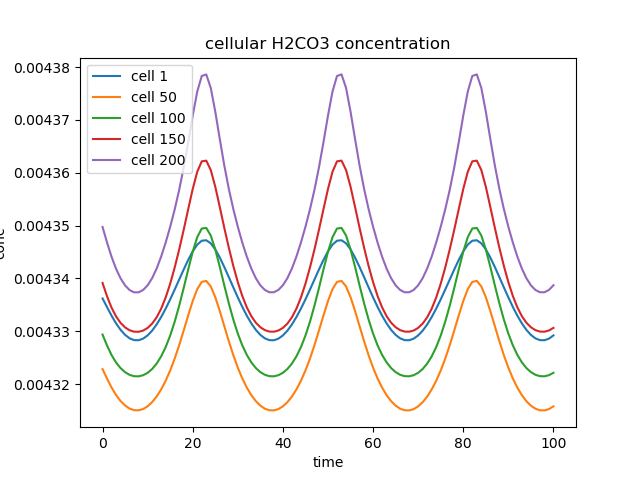 cellular H2CO3 concentration
0.00438
0.00437
0.00436
0.00435
0.00434
0.00433
0.00432
conc
cell 1
cell 50
cell 100
cell 150
cell 200
0 20 40 60 80 100
time